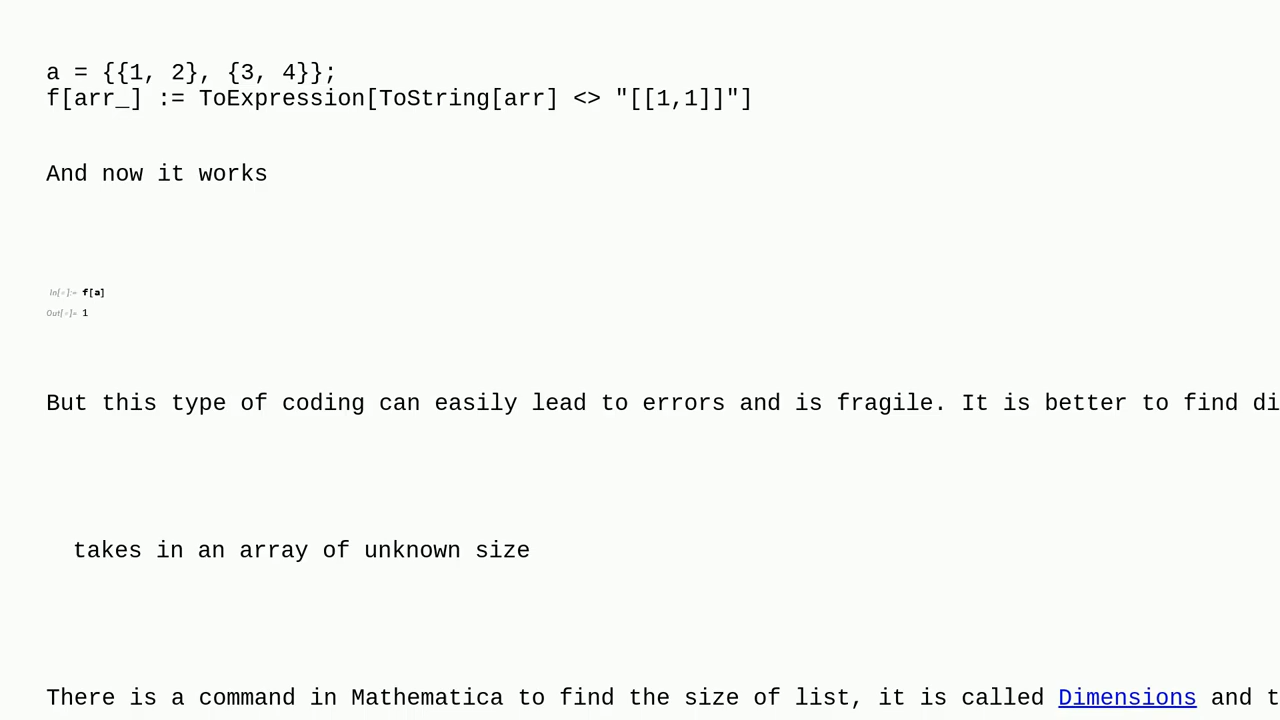 a = {{1, 2}, {3, 4}};
f[arr_] := ToExpression[ToString[arr] <> "[[1,1]]"]
And now it works
In[∘]:= f[a]
Out[∘]= 1
But this type of coding can easily lead to errors and is fragile. It is better to find di
takes in an array of unknown size
There is a command in Mathematica to find the size of list, it is called Dimensions and t